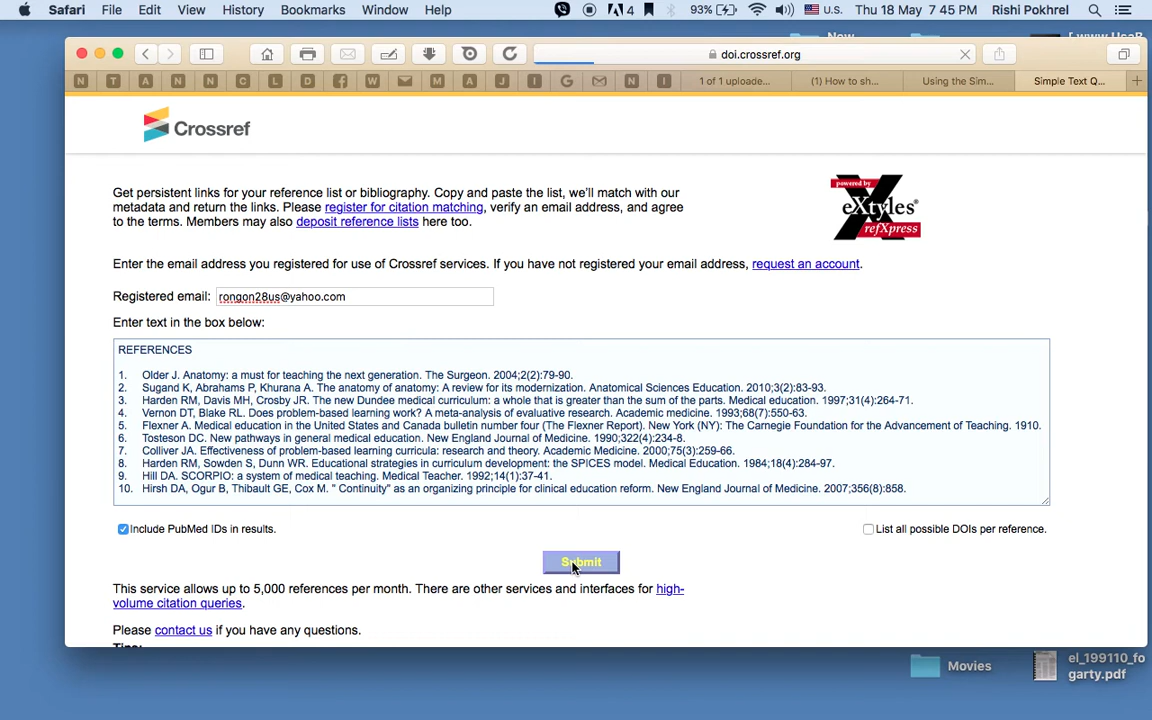 Safari File Edit View History Bookmarks Window Help 4 93% U.S. Thu 18 May 7 45 PM Rishi Pokhrel
doi.crossref.org
N T A N N C L D W M A J I G N I 1 of 1 uploade... (1) How to sh... Using the Sim... Simple Text Q...
Crossref
Get persistent links for your reference list or bibliography. Copy and paste the list, we'll match with our
metadata and return the links. Please register for citation matching, verify an email address, and agree
to the terms. Members may also deposit reference lists here too.
powered by
eXtyles®
refXpress
Enter the email address you registered for use of Crossref services. If you have not registered your email address, request an account.
Registered email: rongon28us@yahoo.com
Enter text in the box below:
REFERENCES
1. Older J. Anatomy: a must for teaching the next generation. The Surgeon. 2004;2(2):79-90.
2. Sugand K, Abrahams P, Khurana A. The anatomy of anatomy: A review for its modernization. Anatomical Sciences Education. 2010;3(2):83-93.
3. Harden RM, Davis MH, Crosby JR. The new Dundee medical curriculum: a whole that is greater than the sum of the parts. Medical education. 1997;31(4):264-71.
4. Vernon DT, Blake RL. Does problem-based learning work? A meta-analysis of evaluative research. Academic medicine. 1993;68(7):550-63.
5. Flexner A. Medical education in the United States and Canada bulletin number four (The Flexner Report). New York (NY): The Carnegie Foundation for the Advancement of Teaching. 1910.
6. Tosteson DC. New pathways in general medical education. New England Journal of Medicine. 1990;322(4):234-8.
7. Colliver JA. Effectiveness of problem-based learning curricula: research and theory. Academic Medicine. 2000;75(3):259-66.
8. Harden RM, Sowden S, Dunn WR. Educational strategies in curriculum development: the SPICES model. Medical Education. 1984;18(4):284-97.
9. Hill DA. SCORPIO: a system of medical teaching. Medical Teacher. 1992;14(1):37-41.
10. Hirsh DA, Ogur B, Thibault GE, Cox M. " Continuity" as an organizing principle for clinical education reform. New England Journal of Medicine. 2007;356(8):858.
Include PubMed IDs in results. List all possible DOIs per reference.
Submit
This service allows up to 5,000 references per month. There are other services and interfaces for high-
volume citation queries.
Please contact us if you have any questions.
Movies
el_199110_fo
garty.pdf